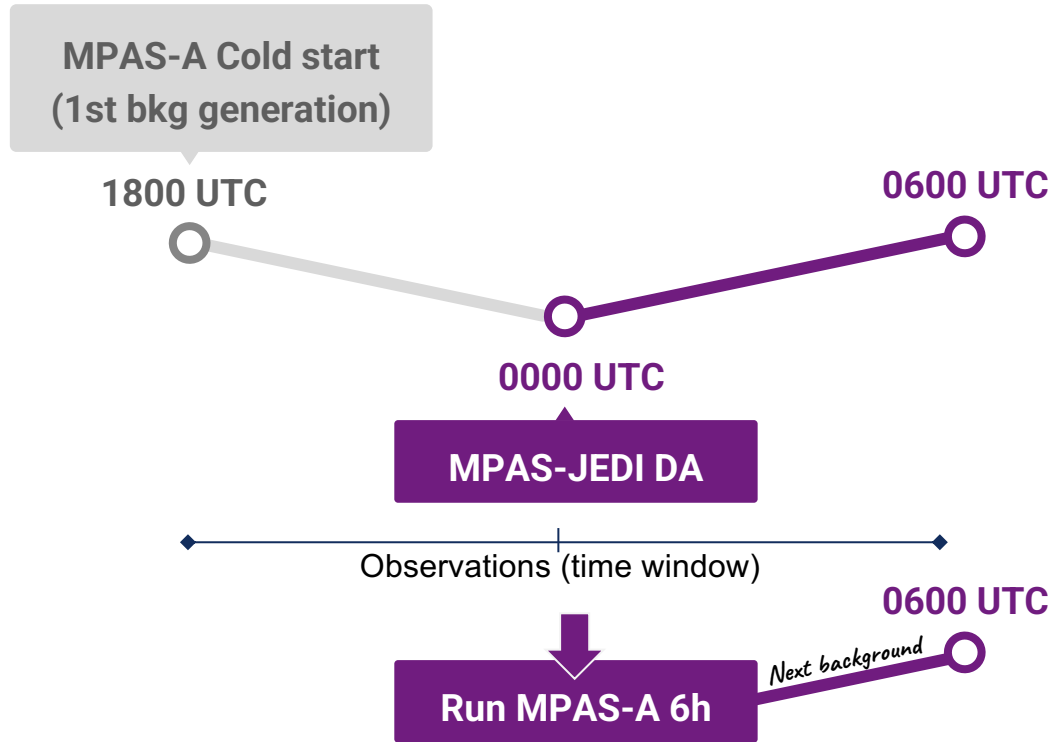 MPAS-A Cold start
(1st bkg generation)
1800 UTC
0600 UTC
0000 UTC
MPAS-JEDI DA
Observations (time window)
0600 UTC
Next background
Run MPAS-A 6h